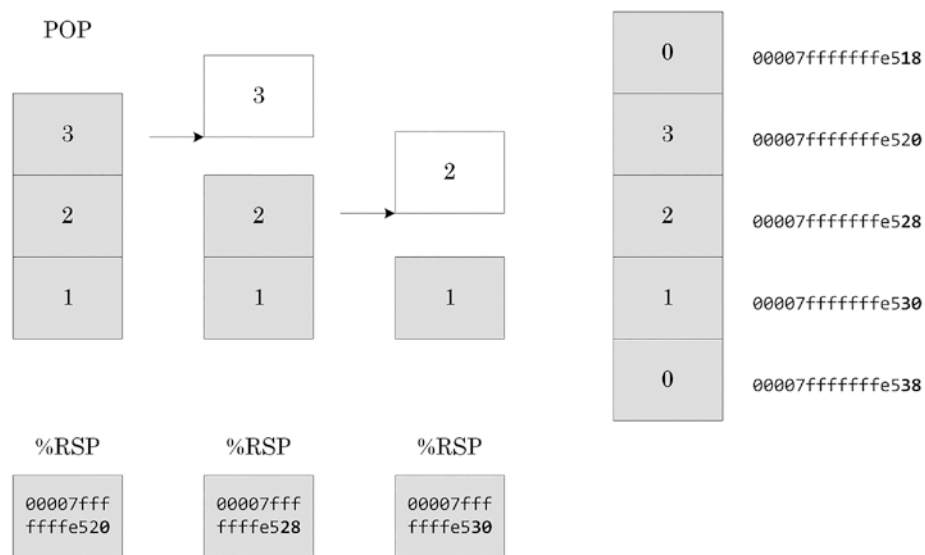 POP
3
2
1
3
2
1
2
1
0
3
2
1
0
00007fffffffe518
00007fffffffe520
00007fffffffe528
00007fffffffe530
00007fffffffe538
%RSP
00007fff
ffffe520
%RSP
00007fff
ffffe528
%RSP
00007fff
ffffe530